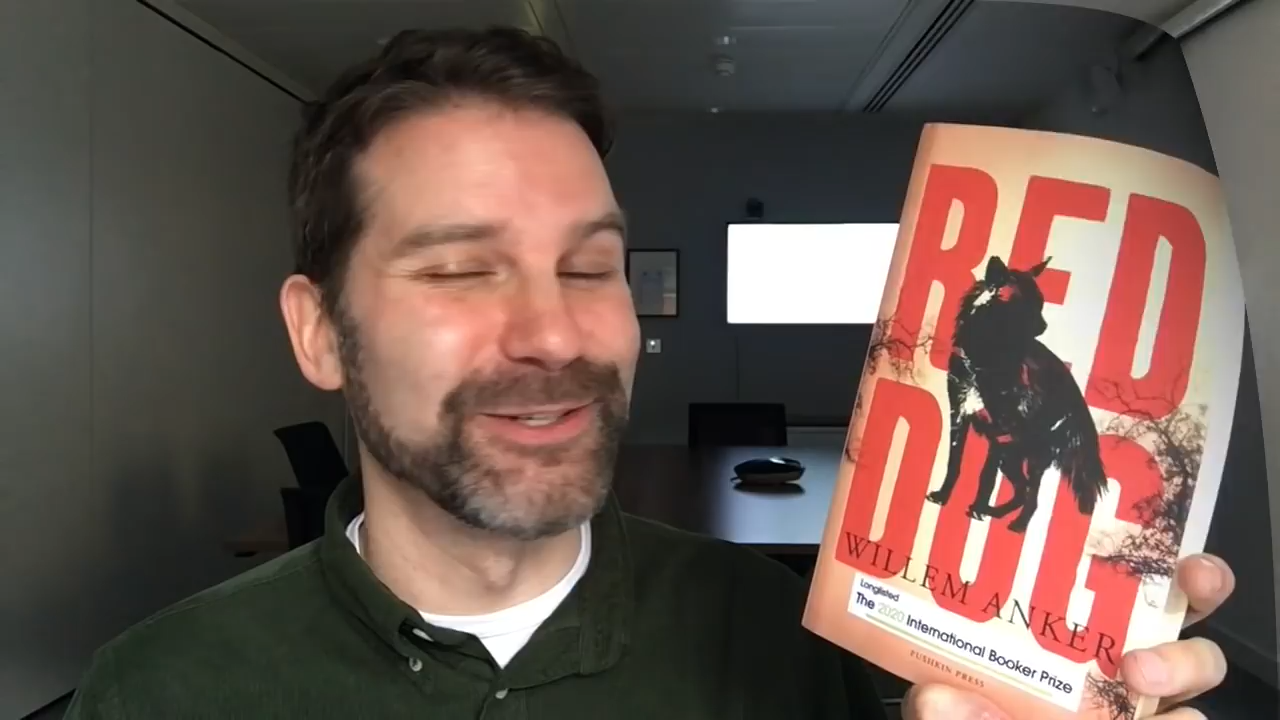 RED
DOG
WILLEM ANKER
Longlisted
The 2020 International Booker Prize
PUSHKIN PRESS